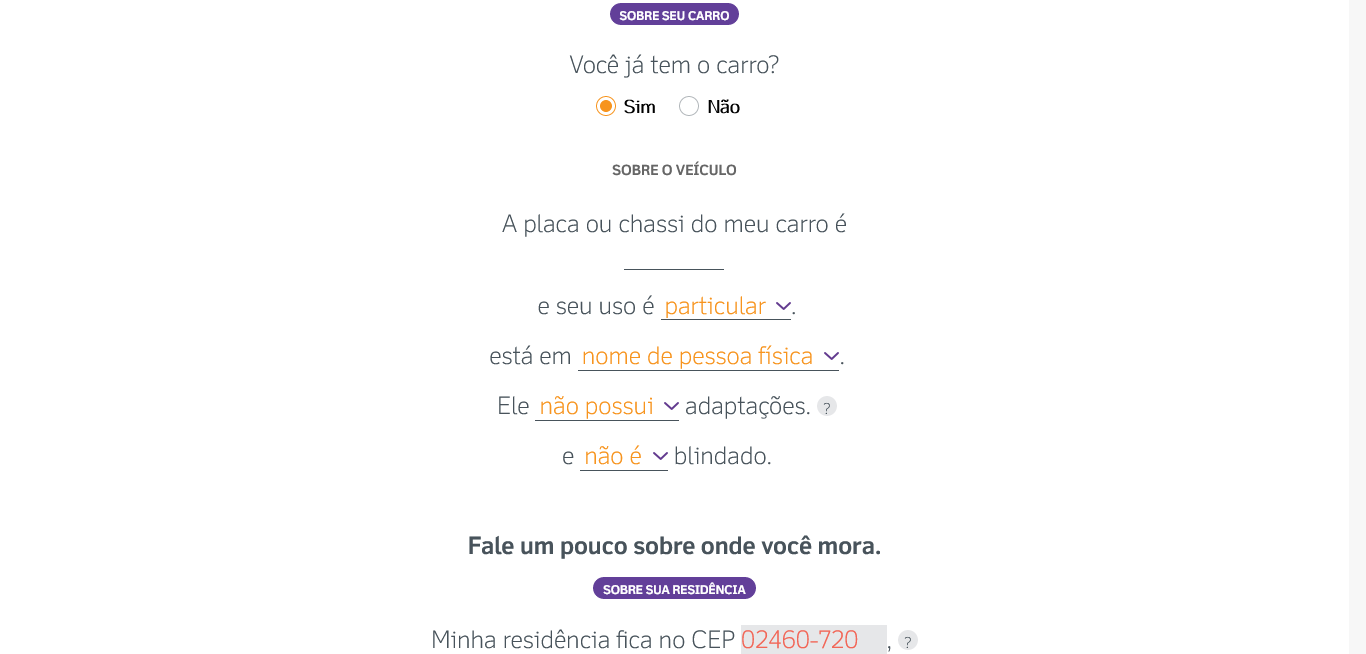 SOBRE SEU CARRO
Você já tem o carro?
Sim Não
SOBRE O VEÍCULO
A placa ou chassi do meu carro é
e seu uso é particular.
está em nome de pessoa física.
Ele não possui adaptações. ?
e não é blindado.
Fale um pouco sobre onde você mora.
SOBRE SUA RESIDÊNCIA
Minha residência fica no CEP 02460-720, ?